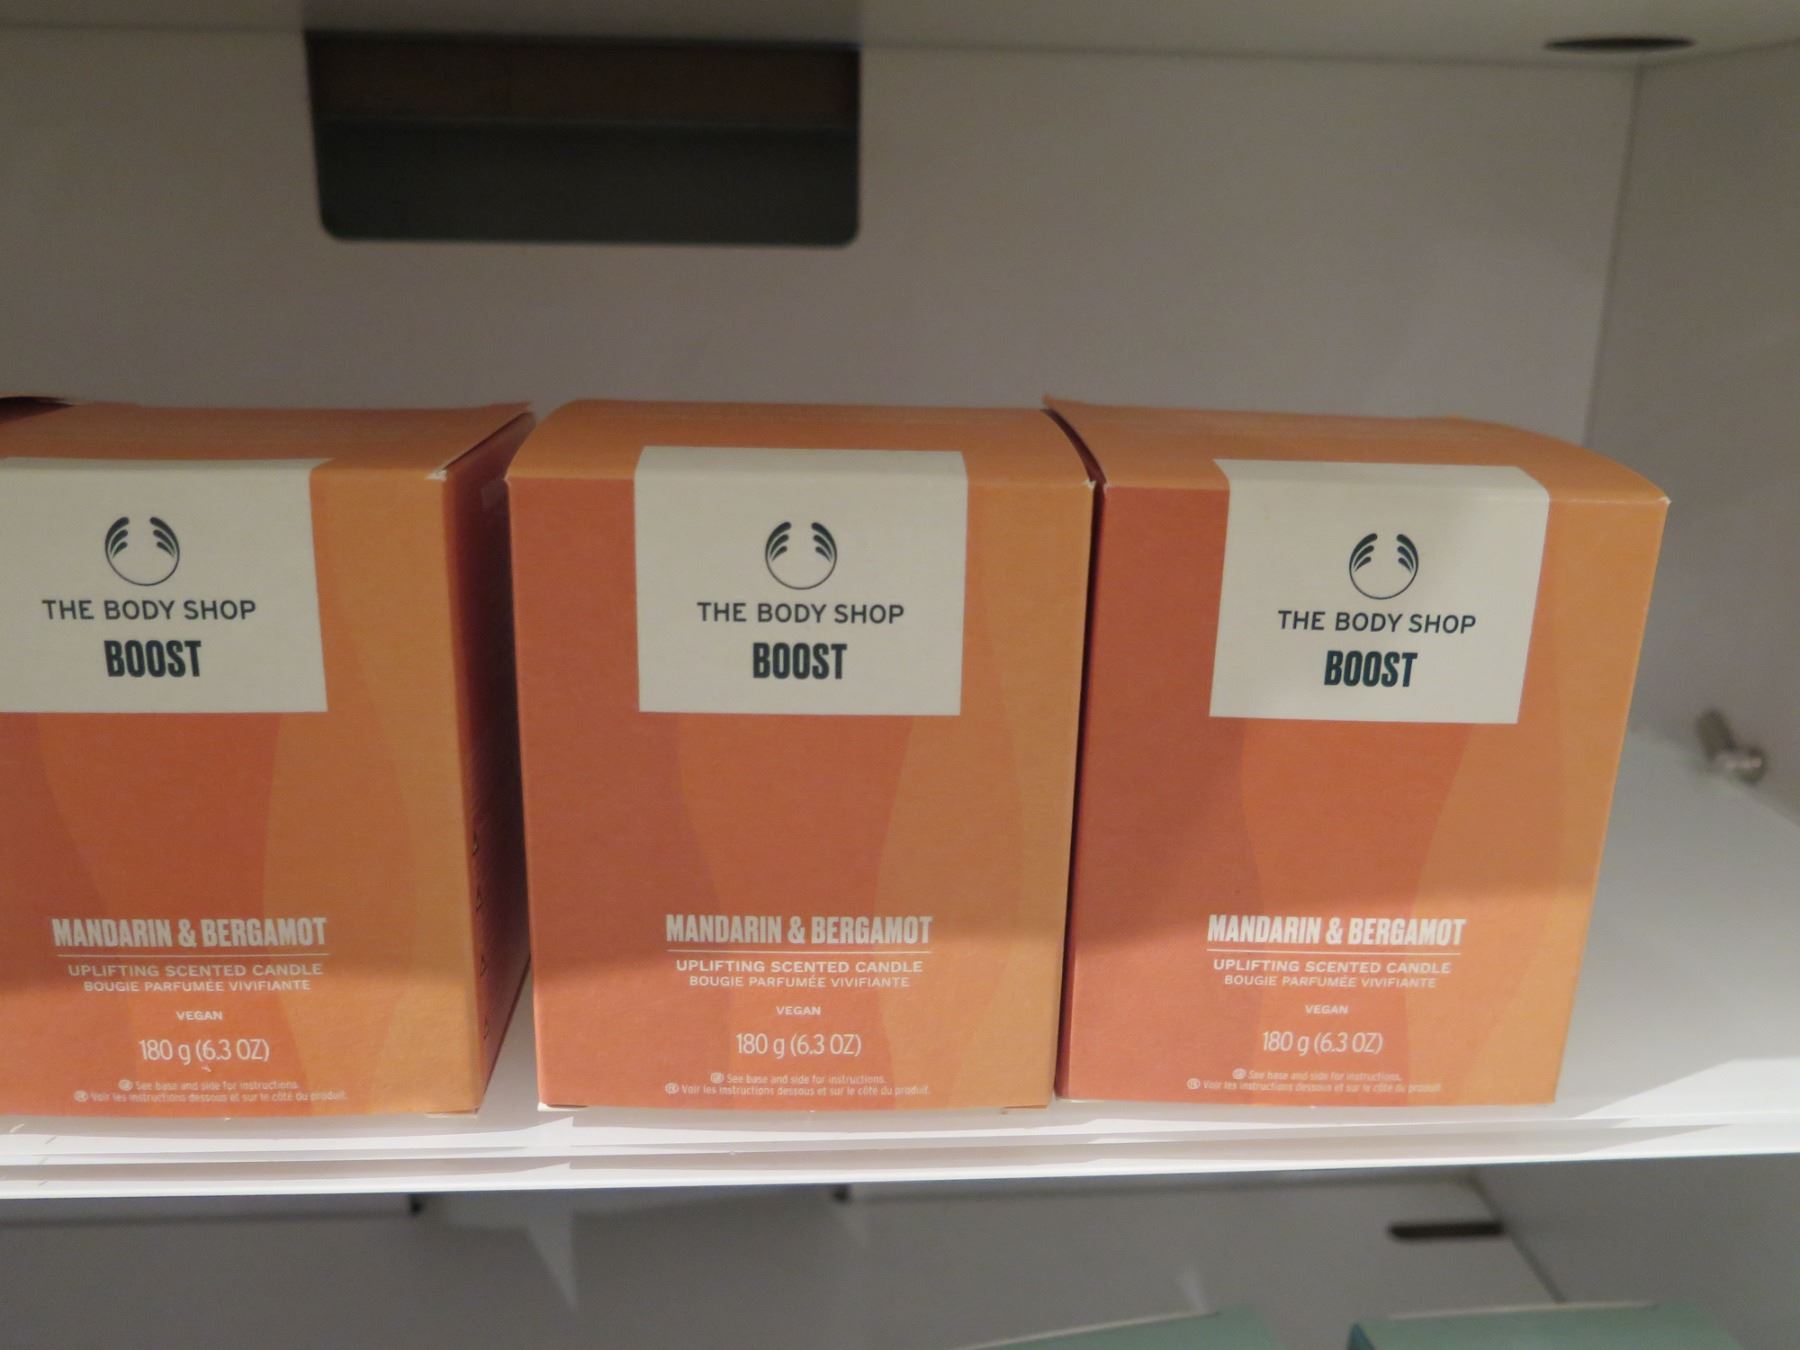 THE BODY SHOP
BOOST
MANDARIN & BERGAMOT
UPLIFTING SCENTED CANDLE
BOUGIE PARFUMÉE VIVIFIANTE
VEGAN
180 g (6.3 OZ)
See base and side for instructions.
Voir les instructions dessous et sur le côté du produit.
THE BODY SHOP
BOOST
MANDARIN & BERGAMOT
UPLIFTING SCENTED CANDLE
BOUGIE PARFUMÉE VIVIFIANTE
VEGAN
180 g (6.3 OZ)
See base and side for instructions.
Voir les instructions dessous et sur le côté du produit.
THE BODY SHOP
BOOST
MANDARIN & BERGAMOT
UPLIFTING SCENTED CANDLE
BOUGIE PARFUMÉE VIVIFIANTE
VEGAN
180 g (6.3 OZ)
See base and side for instructions.
Voir les instructions dessous et sur le côté du produit.